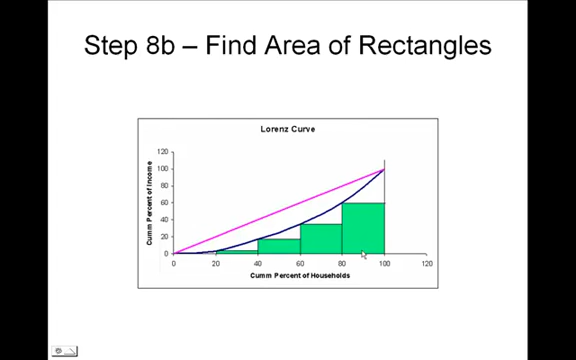 Step 8b – Find Area of Rectangles
Lorenz Curve
Cumm Percent of Income
120
100
80
60
40
20
0
0 20 40 60 80 100 120
Cumm Percent of Households